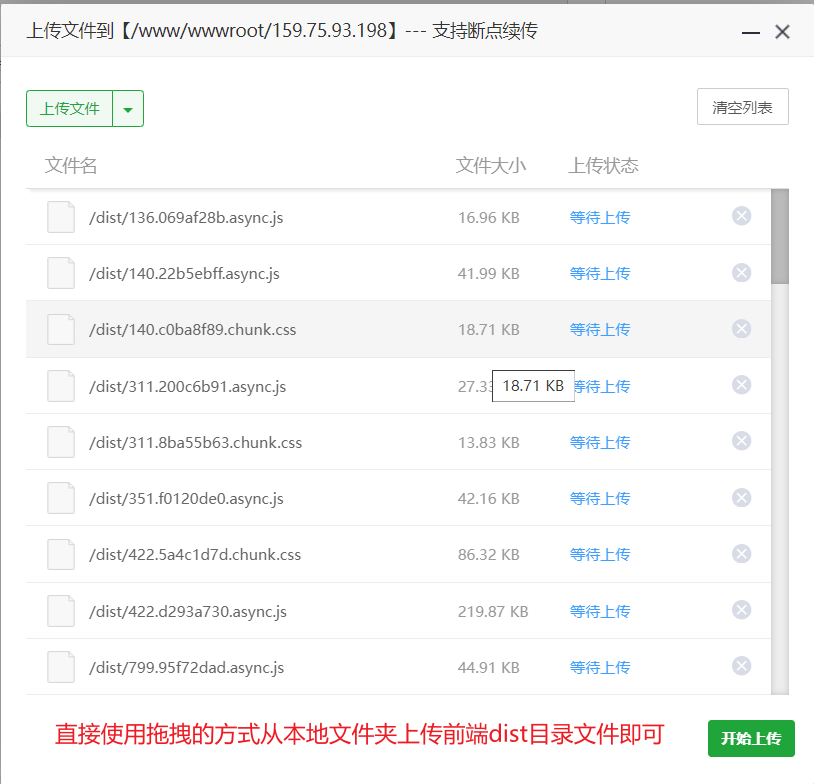 上传文件到【/www/wwwroot/159.75.93.198】--- 支持断点续传
上传文件
清空列表
文件名 文件大小 上传状态
/dist/136.069af28b.async.js 16.96 KB 等待上传
/dist/140.22b5ebff.async.js 41.99 KB 等待上传
/dist/140.c0ba8f89.chunk.css 18.71 KB 等待上传
/dist/311.200c6b91.async.js 27.33 18.71 KB 等待上传
/dist/311.8ba55b63.chunk.css 13.83 KB 等待上传
/dist/351.f0120de0.async.js 42.16 KB 等待上传
/dist/422.5a4c1d7d.chunk.css 86.32 KB 等待上传
/dist/422.d293a730.async.js 219.87 KB 等待上传
/dist/799.95f72dad.async.js 44.91 KB 等待上传
直接使用拖拽的方式从本地文件夹上传前端dist目录文件即可
开始上传